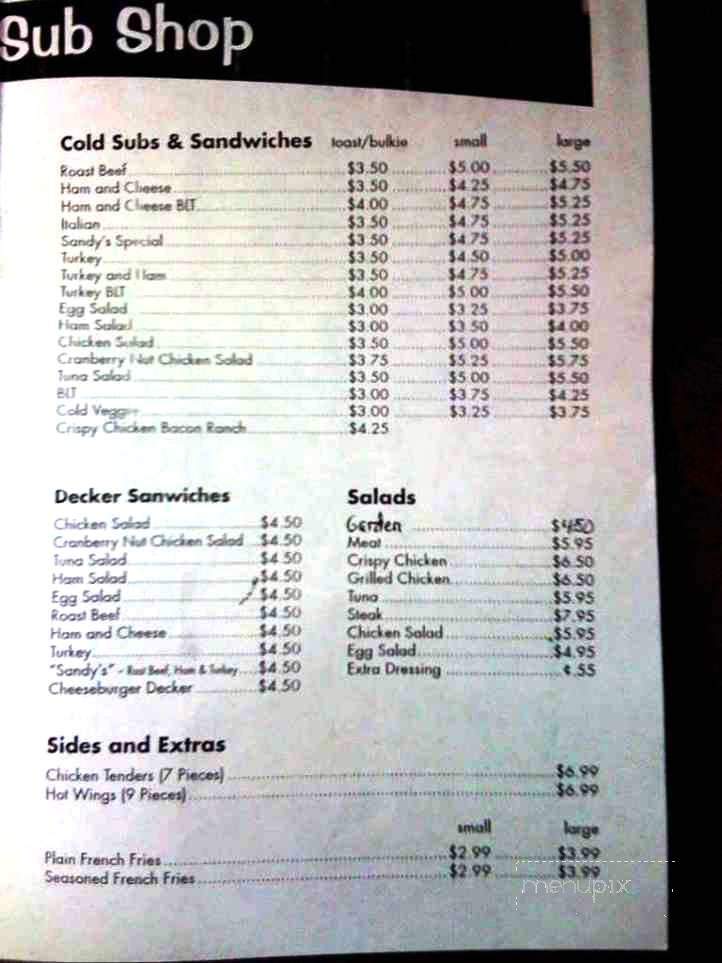 Sub Shop
Cold Subs & Sandwiches toast/bulkie small large
Roast Beef $3.50 $5.00 $5.50
Ham and Cheese $3.50 $4.25 $4.75
Ham and Cheese BLT $4.00 $4.75 $5.25
Italian $3.50 $4.75 $5.25
Sandy's Special $3.50 $4.75 $5.25
Turkey $3.50 $4.50 $5.00
Turkey and Ham $3.50 $4.75 $5.25
Turkey BLT $4.00 $5.00 $5.50
Egg Salad $3.00 $3.25 $3.75
Ham Salad $3.00 $3.50 $4.00
Chicken Salad $3.50 $5.00 $5.50
Cranberry Nut Chicken Salad $3.75 $5.25 $5.75
Tuna Salad $3.50 $5.00 $5.50
BLT $3.00 $3.75 $4.25
Cold Veggie $3.00 $3.25 $3.75
Crispy Chicken Bacon Ranch $4.25
Decker Sanwiches
Chicken Salad $4.50
Cranberry Nut Chicken Salad $4.50
Tuna Salad $4.50
Ham Salad $4.50
Egg Salad $4.50
Roast Beef $4.50
Ham and Cheese $4.50
Turkey $4.50
"Sandy's" - Roast Beef, Ham & Turkey $4.50
Cheeseburger Decker $4.50
Salads
Garden $4.50
Meat $5.95
Crispy Chicken $6.50
Grilled Chicken $6.50
Tuna $5.95
Steak $7.95
Chicken Salad $5.95
Egg Salad $4.95
Extra Dressing ¢.55
Sides and Extras
Chicken Tenders (7 Pieces) $6.99
Hot Wings (9 Pieces) $6.99
small large
Plain French Fries $2.99 $3.99
Seasoned French Fries $2.99 $3.99
menupix